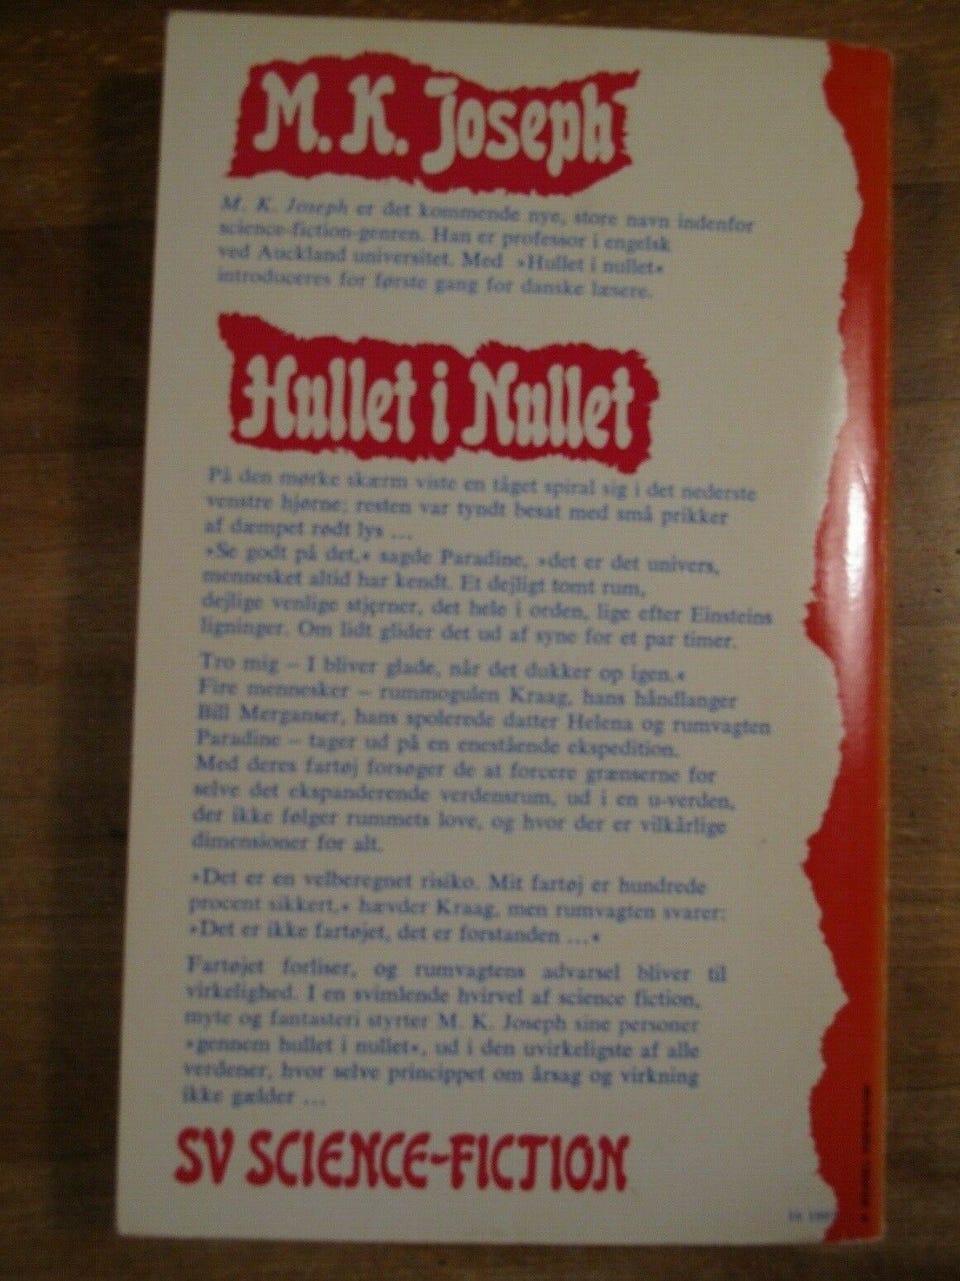 M. K. Joseph
M. K. Joseph er det kommende nye, store navn indenfor
science-fiction-genren. Han er professor i engelsk
ved Auckland universitet. Med »Hullet i nullet«
introduceres for første gang for danske læsere.
Hullet i Nullet
På den mørke skærm viste en tåget spiral sig i det nederste
venstre hjørne; resten var tyndt besat med små prikker
af dæmpet rødt lys ...
»Se godt på det,« sagde Paradine, »det er det univers,
mennesket altid har kendt. Et dejligt tomt rum,
dejlige venlige stjerner, det hele i orden, lige efter Einsteins
ligninger. Om lidt glider det ud af syne for et par timer.
Tro mig – I bliver glade, når det dukker op igen.«
Fire mennesker – rummogulen Kraag, hans håndlanger
Bill Merganser, hans spolerede datter Helena og rumvagten
Paradine – tager ud på en enestående ekspedition.
Med deres fartøj forsøger de at forcere grænserne for
selve det ekspanderende verdensrum, ud i en u-verden,
der ikke følger rummets love, og hvor der er vilkårlige
dimensioner for alt.
»Det er en velberegnet risiko. Mit fartøj er hundrede
procent sikkert,« hævder Kraag, men rumvagten svarer:
»Det er ikke fartøjet, det er forstanden ...«
Fartøjet forliser, og rumvagtens advarsel bliver til
virkelighed. I en svimlende hvirvel af science fiction,
myte og fantasteri styrter M. K. Joseph sine personer
»gennem hullet i nullet«, ud i den uvirkeligste af alle
verdener, hvor selve princippet om årsag og virkning
ikke gælder ...
SV SCIENCE-FICTION